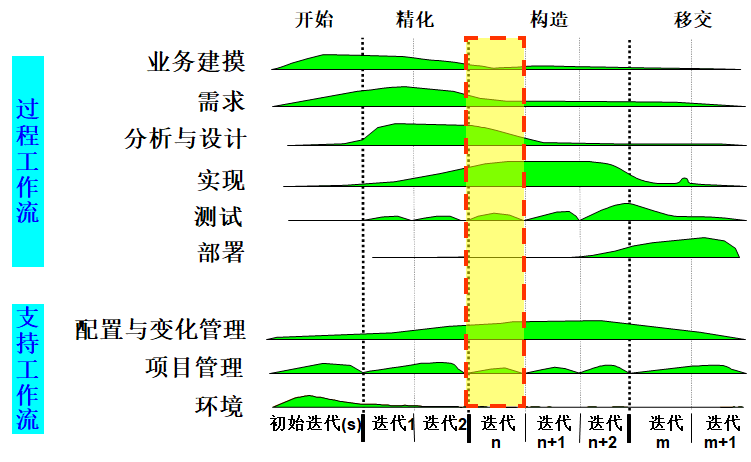 开始 精化 构造 移交
过程工作流
业务建摸
需求
分析与设计
实现
测试
部署
支持工作流
配置与变化管理
项目管理
环境
初始迭代(s) 迭代1 迭代2 迭代n 迭代n+1 迭代n+2 迭代m 迭代m+1